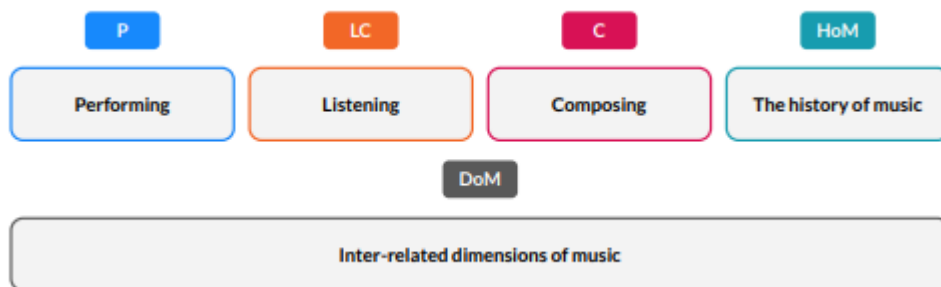 P LC C HoM
Performing Listening Composing The history of music
DoM
Inter-related dimensions of music